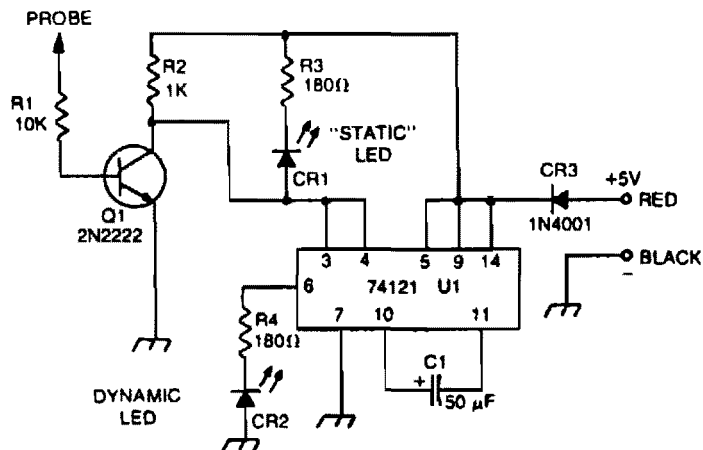 PROBE
R1
10K
R2
1K
R3
180Ω
"STATIC"
LED
CR1
Q1
2N2222
CR3
1N4001
+5V
RED
–
BLACK
3
4
5
9
14
6
74121
U1
7
10
11
R4
180Ω
DYNAMIC
LED
CR2
C1
+
50 µF